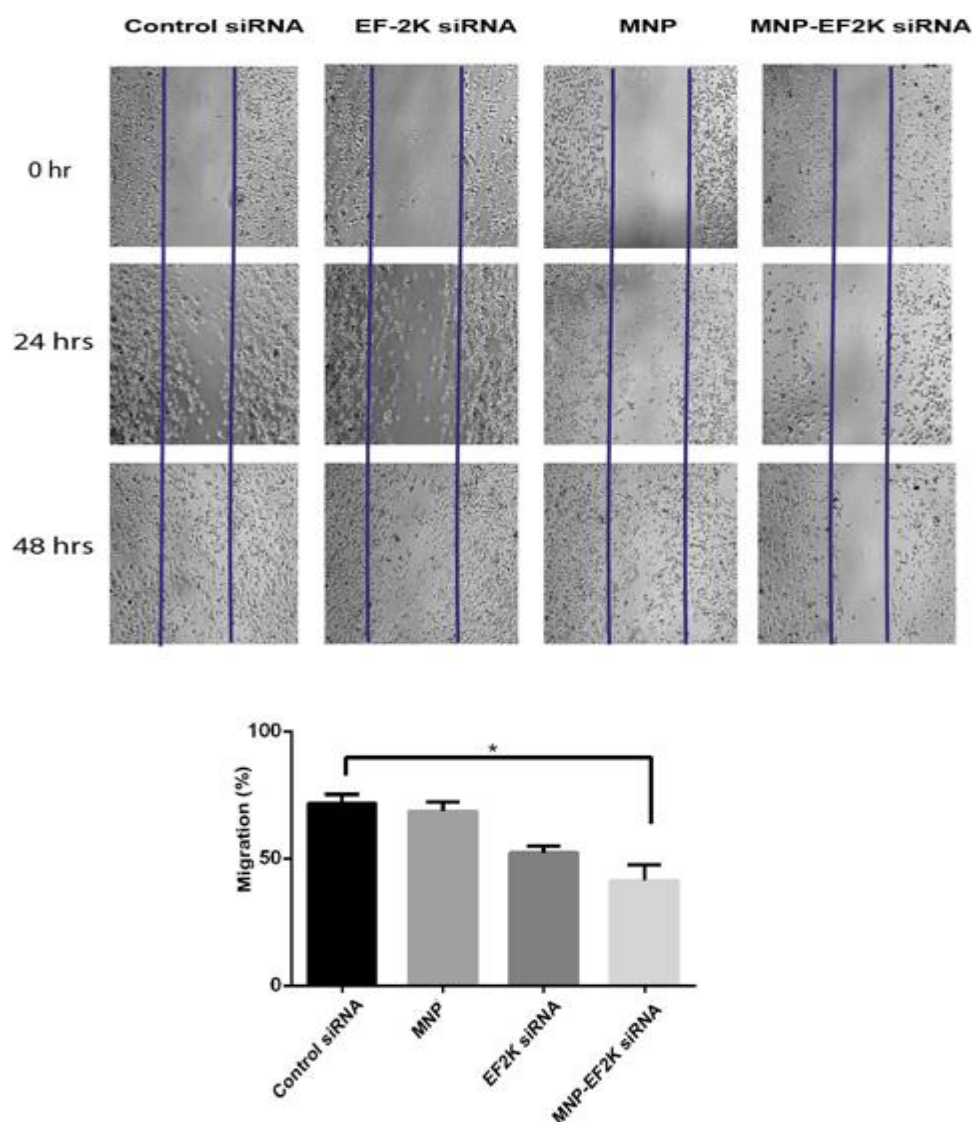 Control siRNA EF-2K siRNA MNP MNP-EF2K siRNA
0 hr
24 hrs
48 hrs
100
*
50
0
Migration (%)
Control siRNA
MNP
EF2K siRNA
MNP-EF2K siRNA